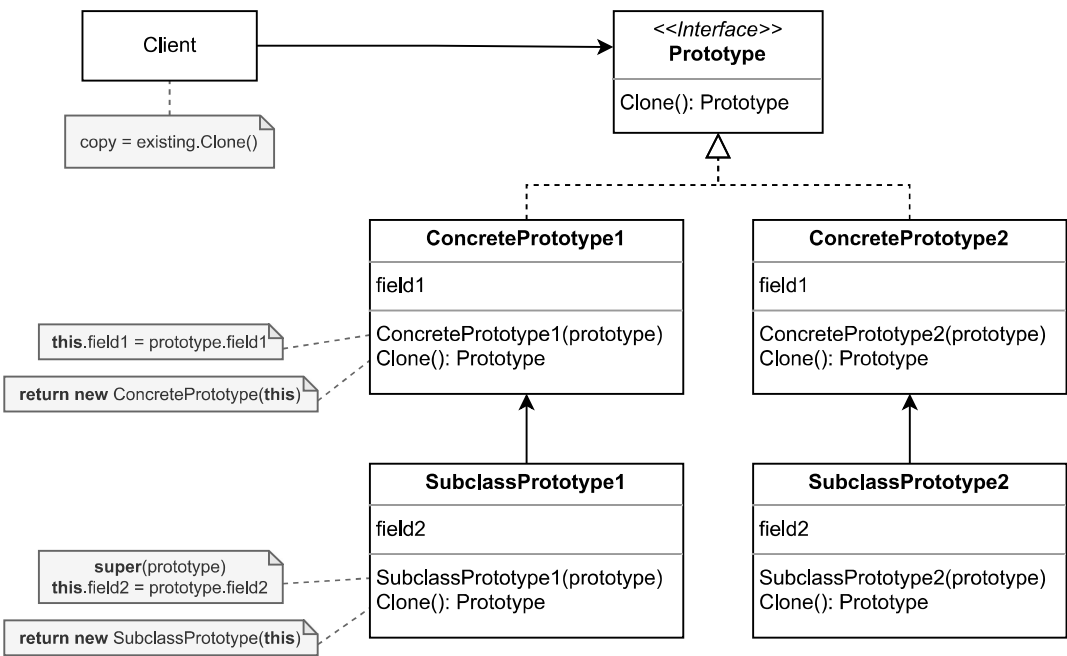 Client
<<Interface>>
Prototype
Clone(): Prototype
copy = existing.Clone()
ConcretePrototype1
field1
ConcretePrototype1(prototype)
Clone(): Prototype
this.field1 = prototype.field1
return new ConcretePrototype(this)
ConcretePrototype2
field1
ConcretePrototype2(prototype)
Clone(): Prototype
SubclassPrototype1
field2
SubclassPrototype1(prototype)
Clone(): Prototype
super(prototype)
this.field2 = prototype.field2
return new SubclassPrototype(this)
SubclassPrototype2
field2
SubclassPrototype2(prototype)
Clone(): Prototype